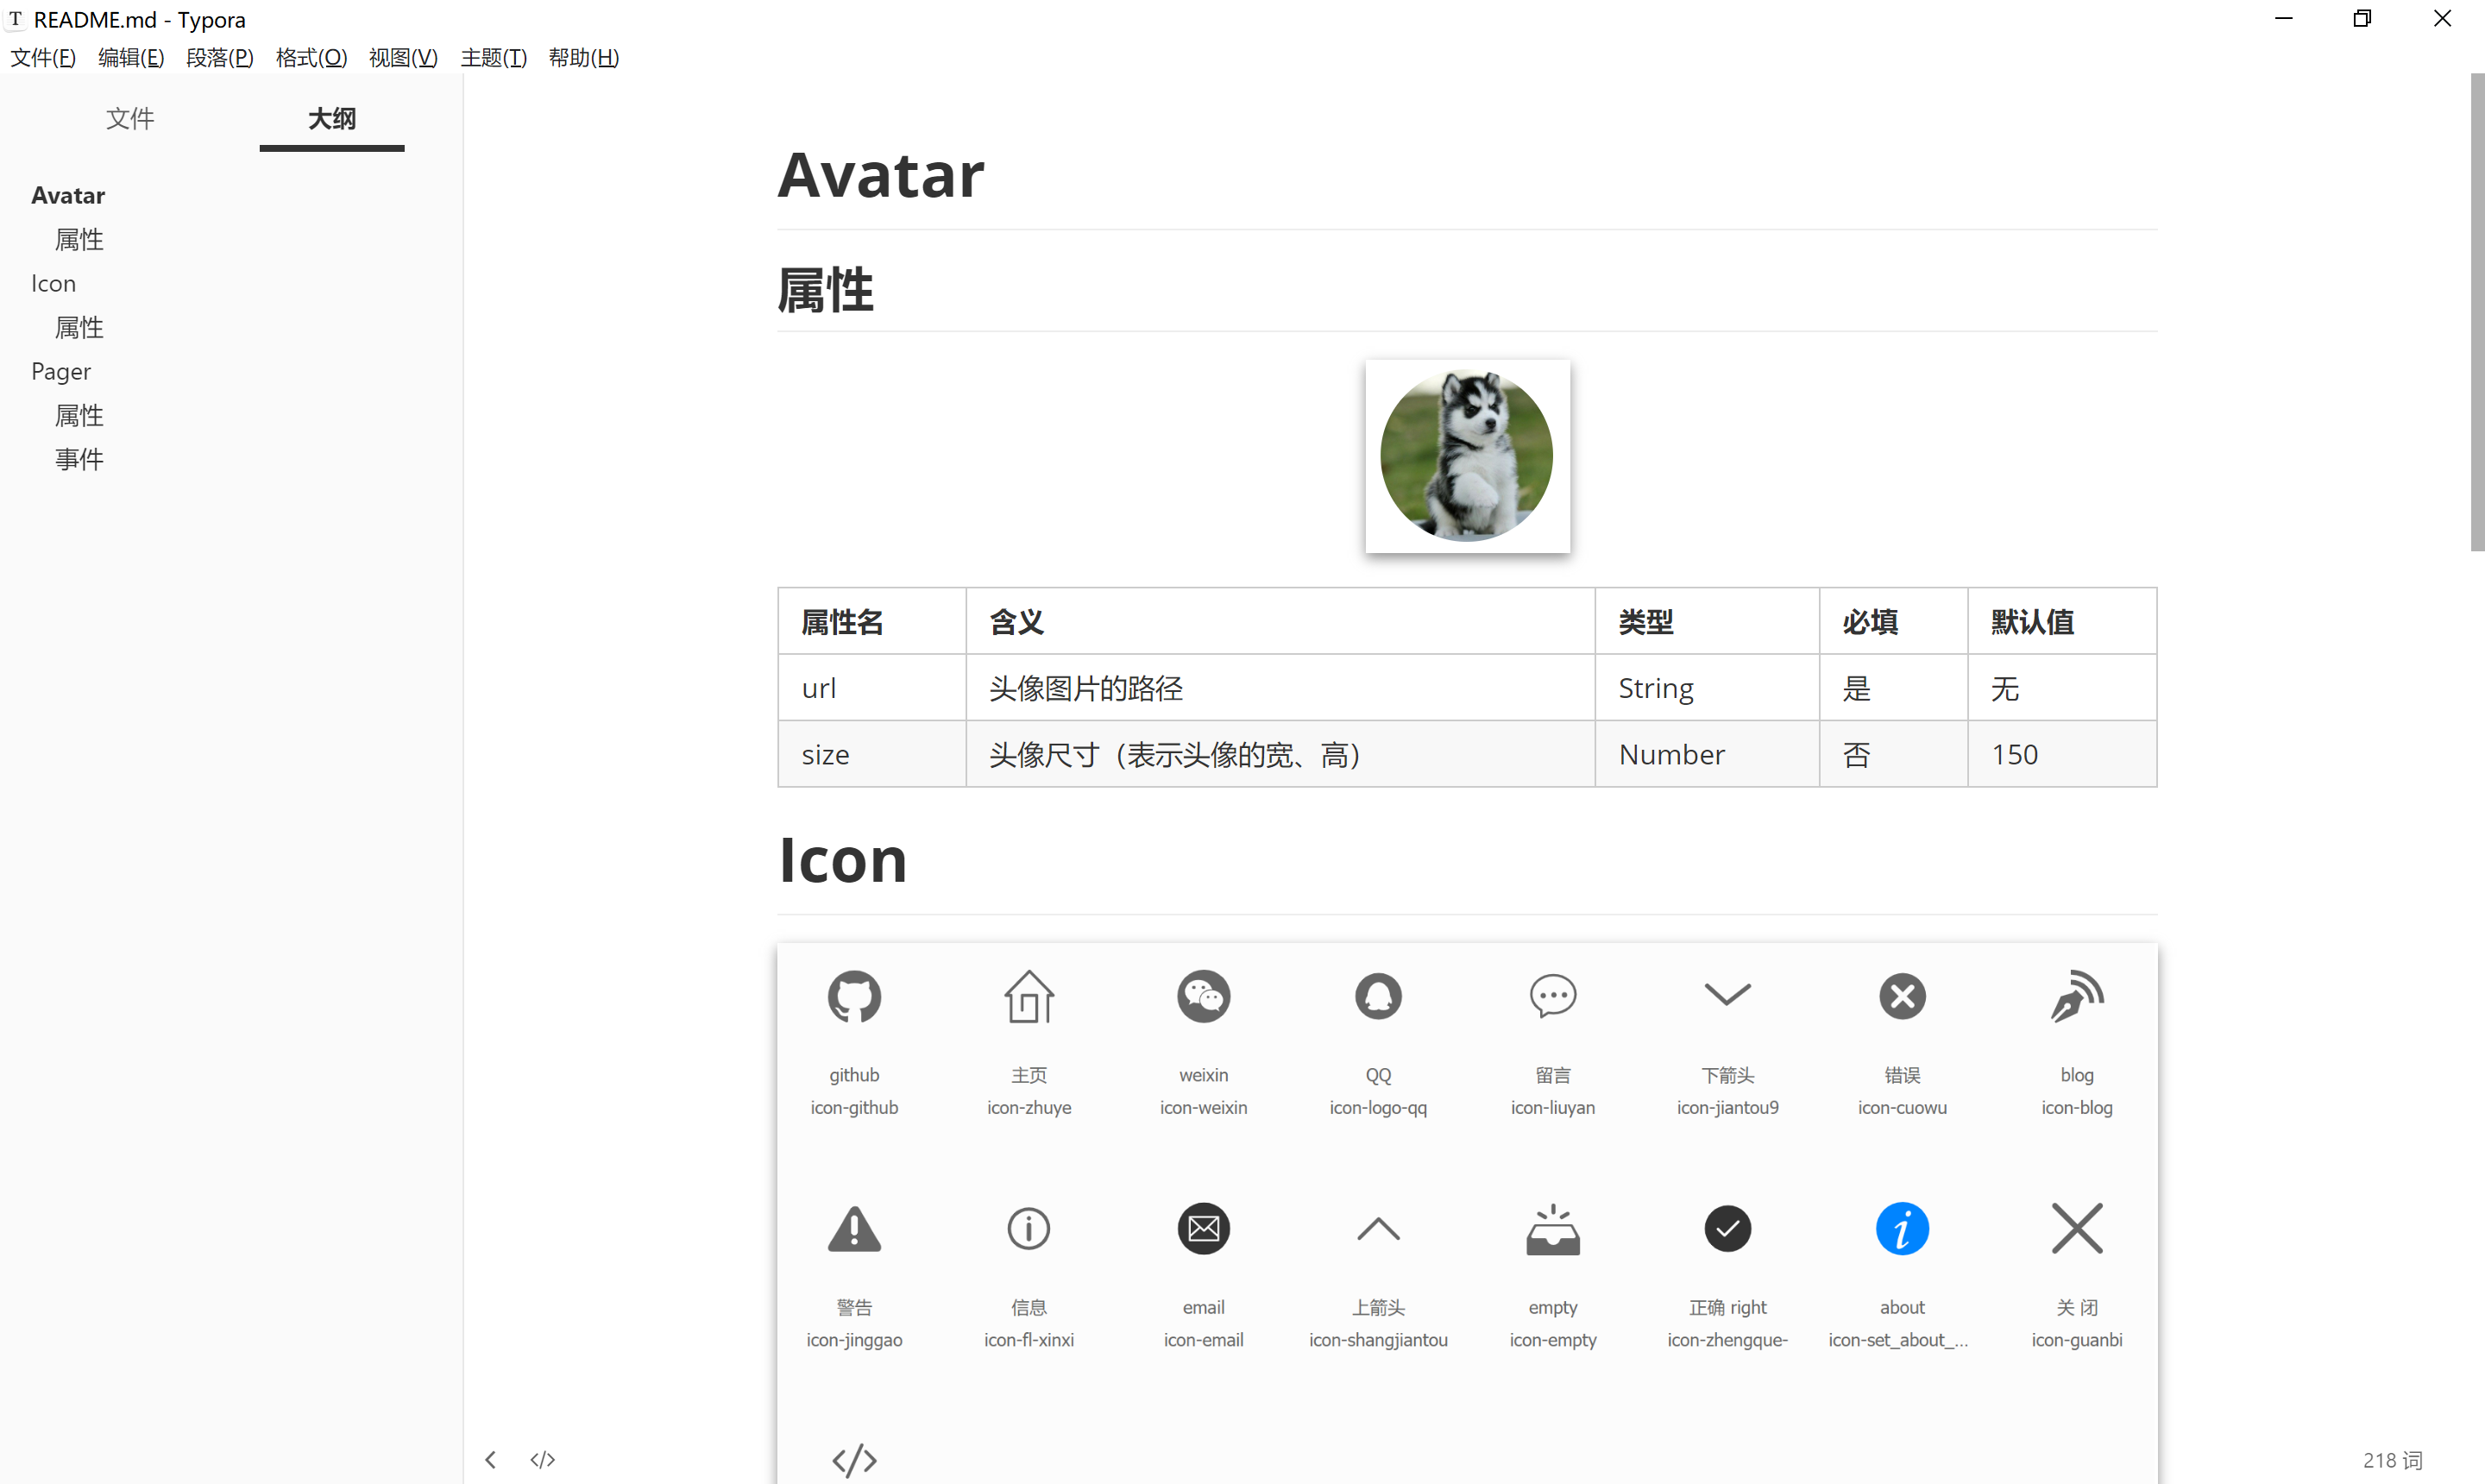 README.md - Typora
文件(F) 编辑(E) 段落(P) 格式(O) 视图(V) 主题(T) 帮助(H)
文件 大纲
Avatar
属性
Icon
属性
Pager
属性
事件
Avatar
属性
属性名 含义 类型 必填 默认值
url 头像图片的路径 String 是 无
size 头像尺寸（表示头像的宽、高） Number 否 150
Icon
github 主页 weixin QQ 留言 下箭头 错误 blog
icon-github icon-zhuye icon-weixin icon-logo-qq icon-liuyan icon-jiantou9 icon-cuowu icon-blog
警告 信息 email 上箭头 empty 正确 right about 关 闭
icon-jinggao icon-fl-xinxi icon-email icon-shangjiantou icon-empty icon-zhengque- icon-set_about_... icon-guanbi
218 词